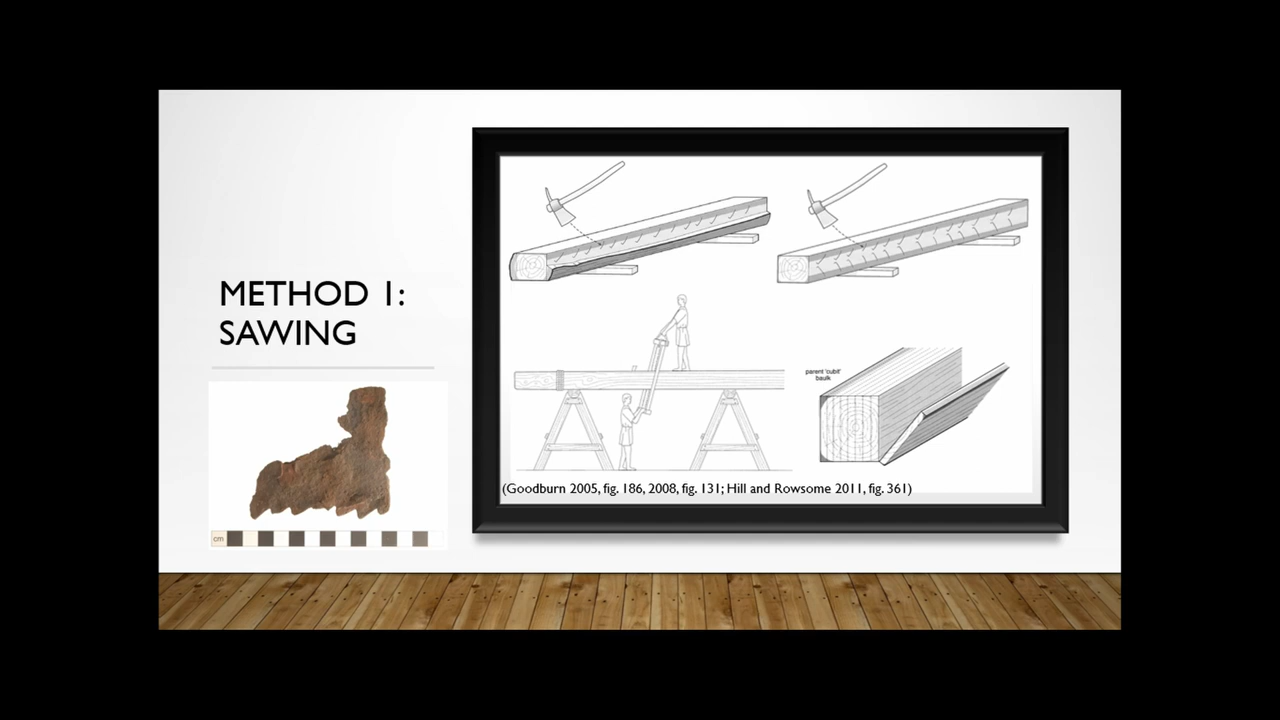 METHOD 1:
SAWING
cm
parent 'cubit'
baulk
(Goodburn 2005, fig. 186, 2008, fig. 131; Hill and Rowsome 2011, fig. 361)